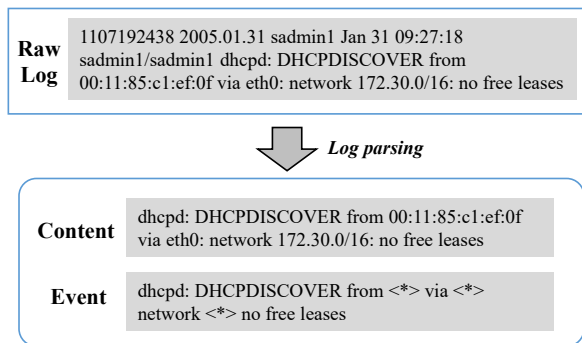 Raw Log
1107192438 2005.01.31 sadmin1 Jan 31 09:27:18
sadmin1/sadmin1 dhcpd: DHCPDISCOVER from
00:11:85:c1:ef:0f via eth0: network 172.30.0/16: no free leases
Log parsing
Content
dhcpd: DHCPDISCOVER from 00:11:85:c1:ef:0f
via eth0: network 172.30.0/16: no free leases
Event
dhcpd: DHCPDISCOVER from <*> via <*>
network <*> no free leases